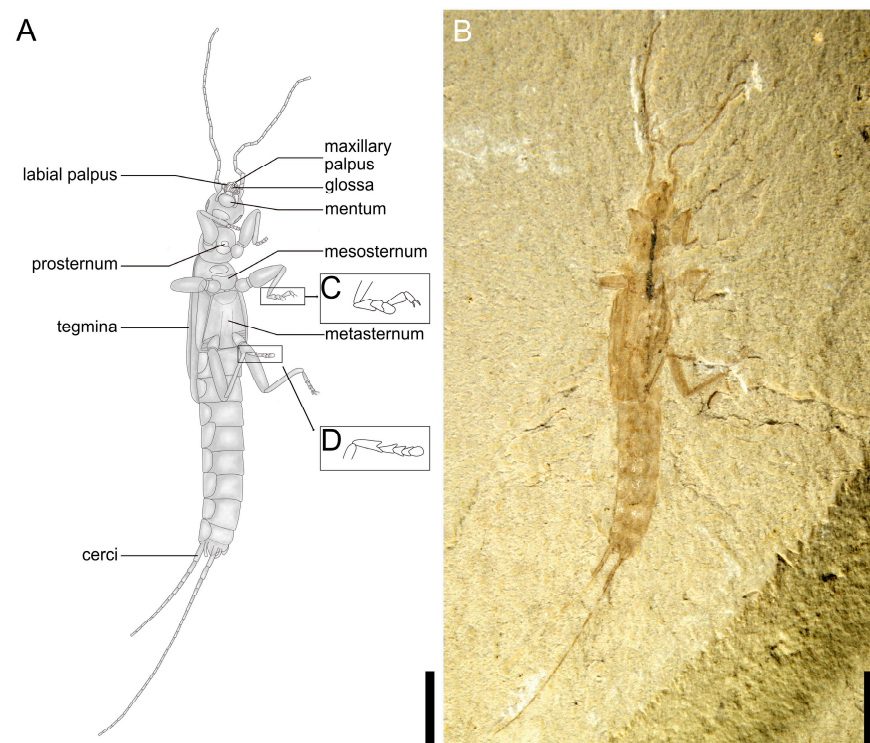 A
B
maxillary
palpus
labial palpus
glossa
mentum
prosternum
mesosternum
C
tegmina
metasternum
D
cerci